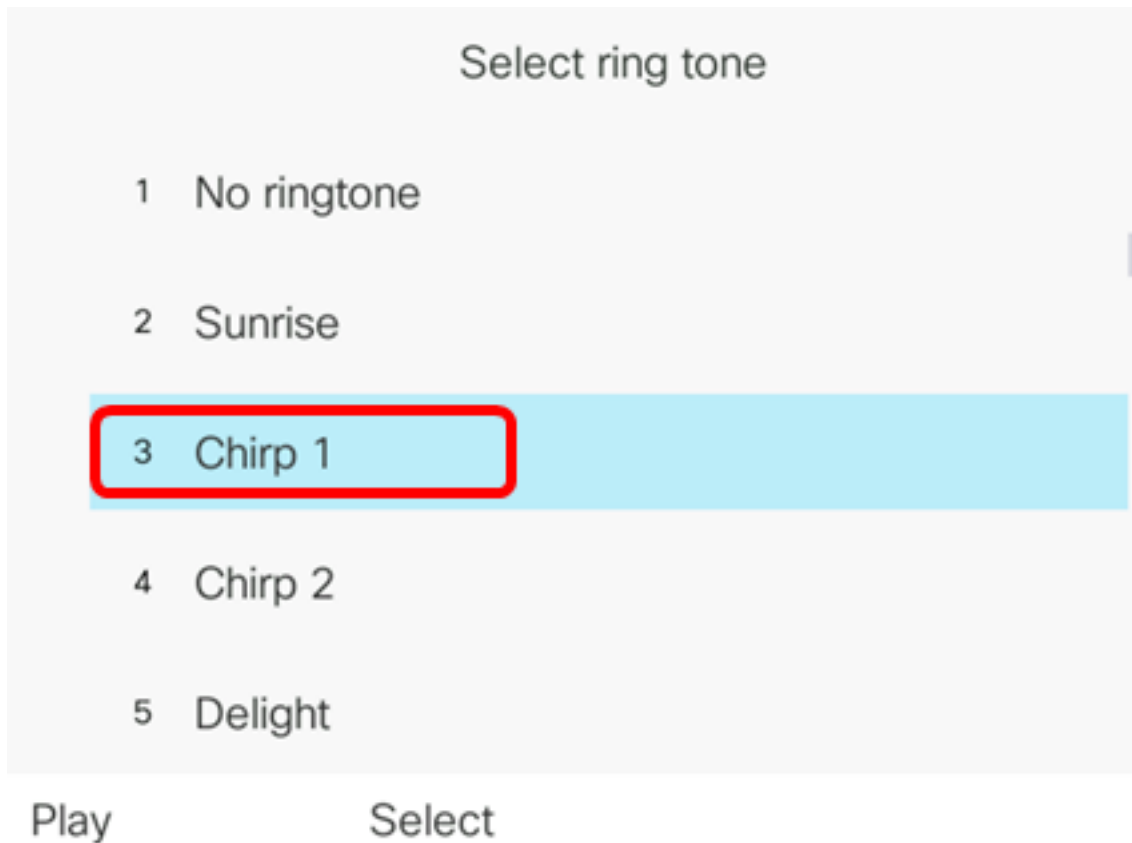 Select ring tone
1 No ringtone
2 Sunrise
3 Chirp 1
4 Chirp 2
5 Delight
Play Select